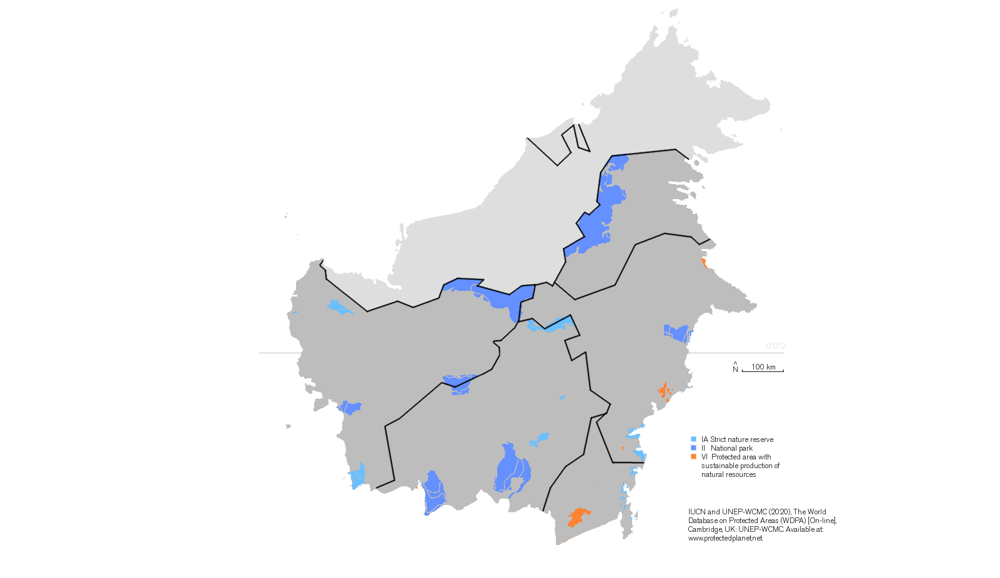 0'0'0
^
N
100 km
IA Strict nature reserve
II National park
VI Protected area with
sustainable production of
natural resources
IUCN and UNEP-WCMC (2020), The World
Database on Protected Areas (WDPA) [On-line],
Cambridge, UK: UNEP-WCMC. Available at:
www.protectedplanet.net.